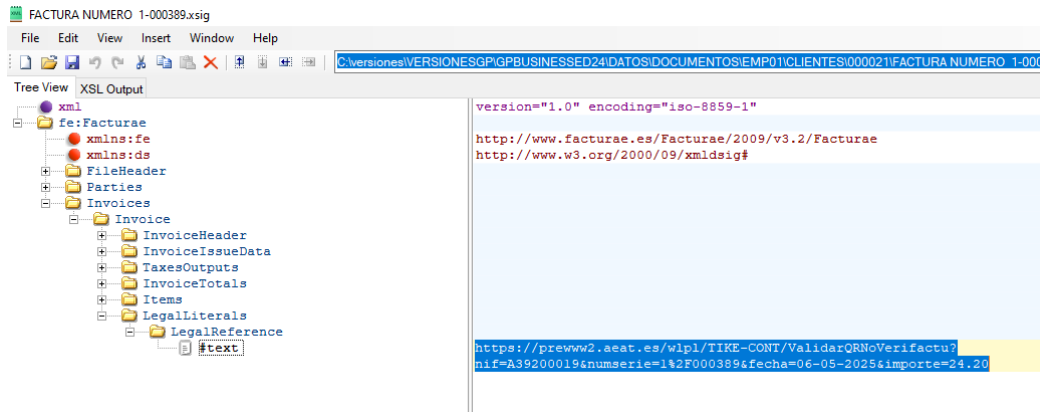 FACTURA NUMERO 1-000389.xsig
File Edit View Insert Window Help
C:\versiones\VERSIONESGP\GPBUSINESSED24\DATOS\DOCUMENTOS\EMP01\CLIENTES\000021\FACTURA NUMERO 1-000
Tree View XSL Output
xml version="1.0" encoding="iso-8859-1"
fe:Facturae
xmlns:fe http://www.facturae.es/Facturae/2009/v3.2/Facturae
xmlns:ds http://www.w3.org/2000/09/xmldsig#
FileHeader
Parties
Invoices
Invoice
InvoiceHeader
InvoiceIssueData
TaxesOutputs
InvoiceTotals
Items
LegalLiterals
LegalReference
#text https://prewww2.aeat.es/wlpl/TIKE-CONT/ValidarQRNoVerifactu?
nif=A39200019&numserie=1%2F000389&fecha=06-05-2025&importe=24.20